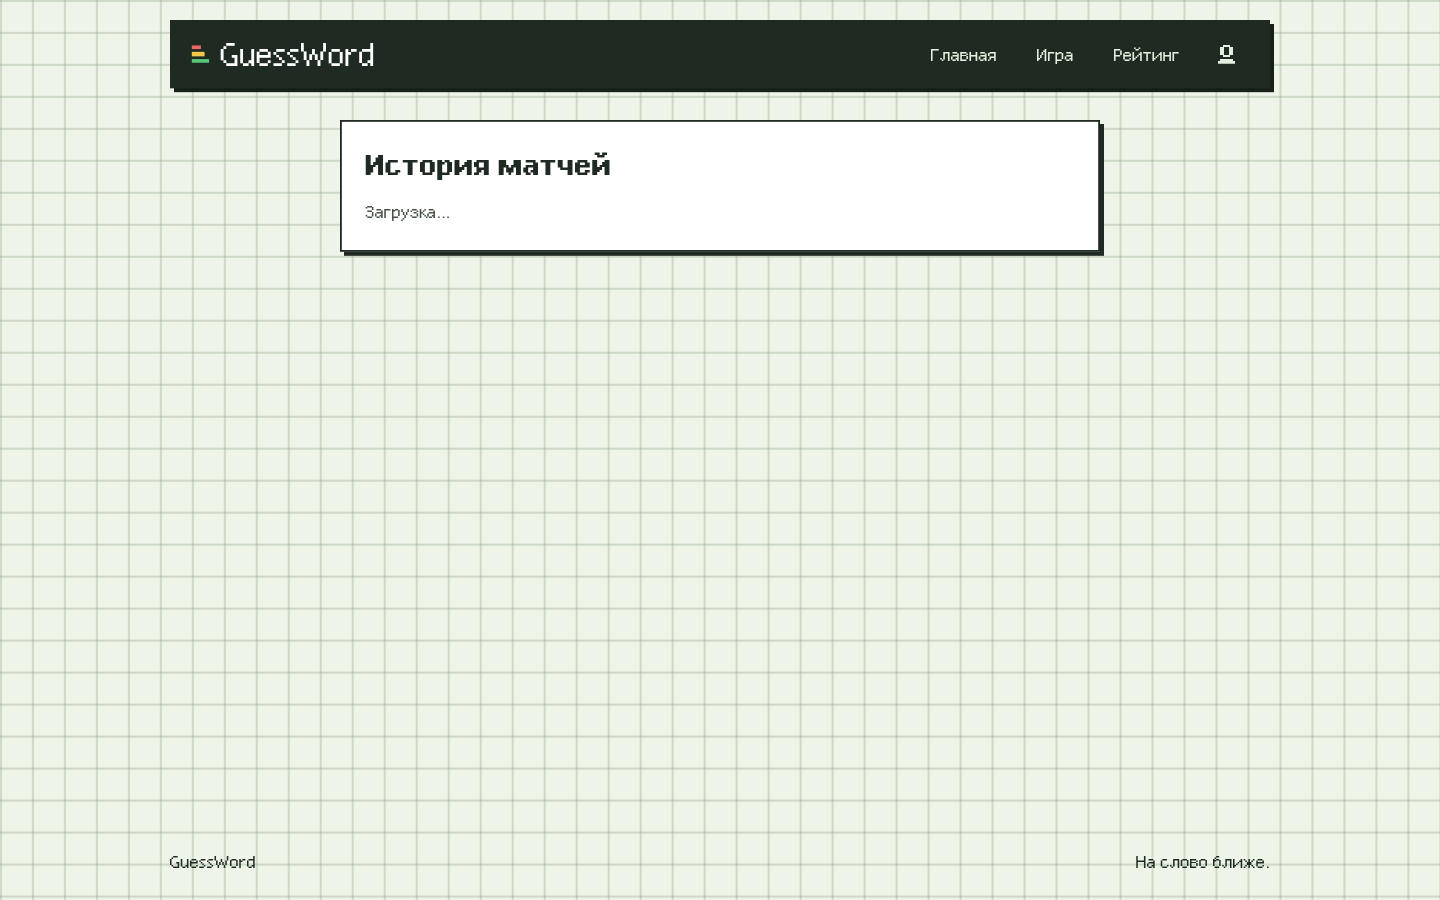 GuessWord
Главная
Игра
Рейтинг
История матчей
Загрузка...
GuessWord
На слово ближе.